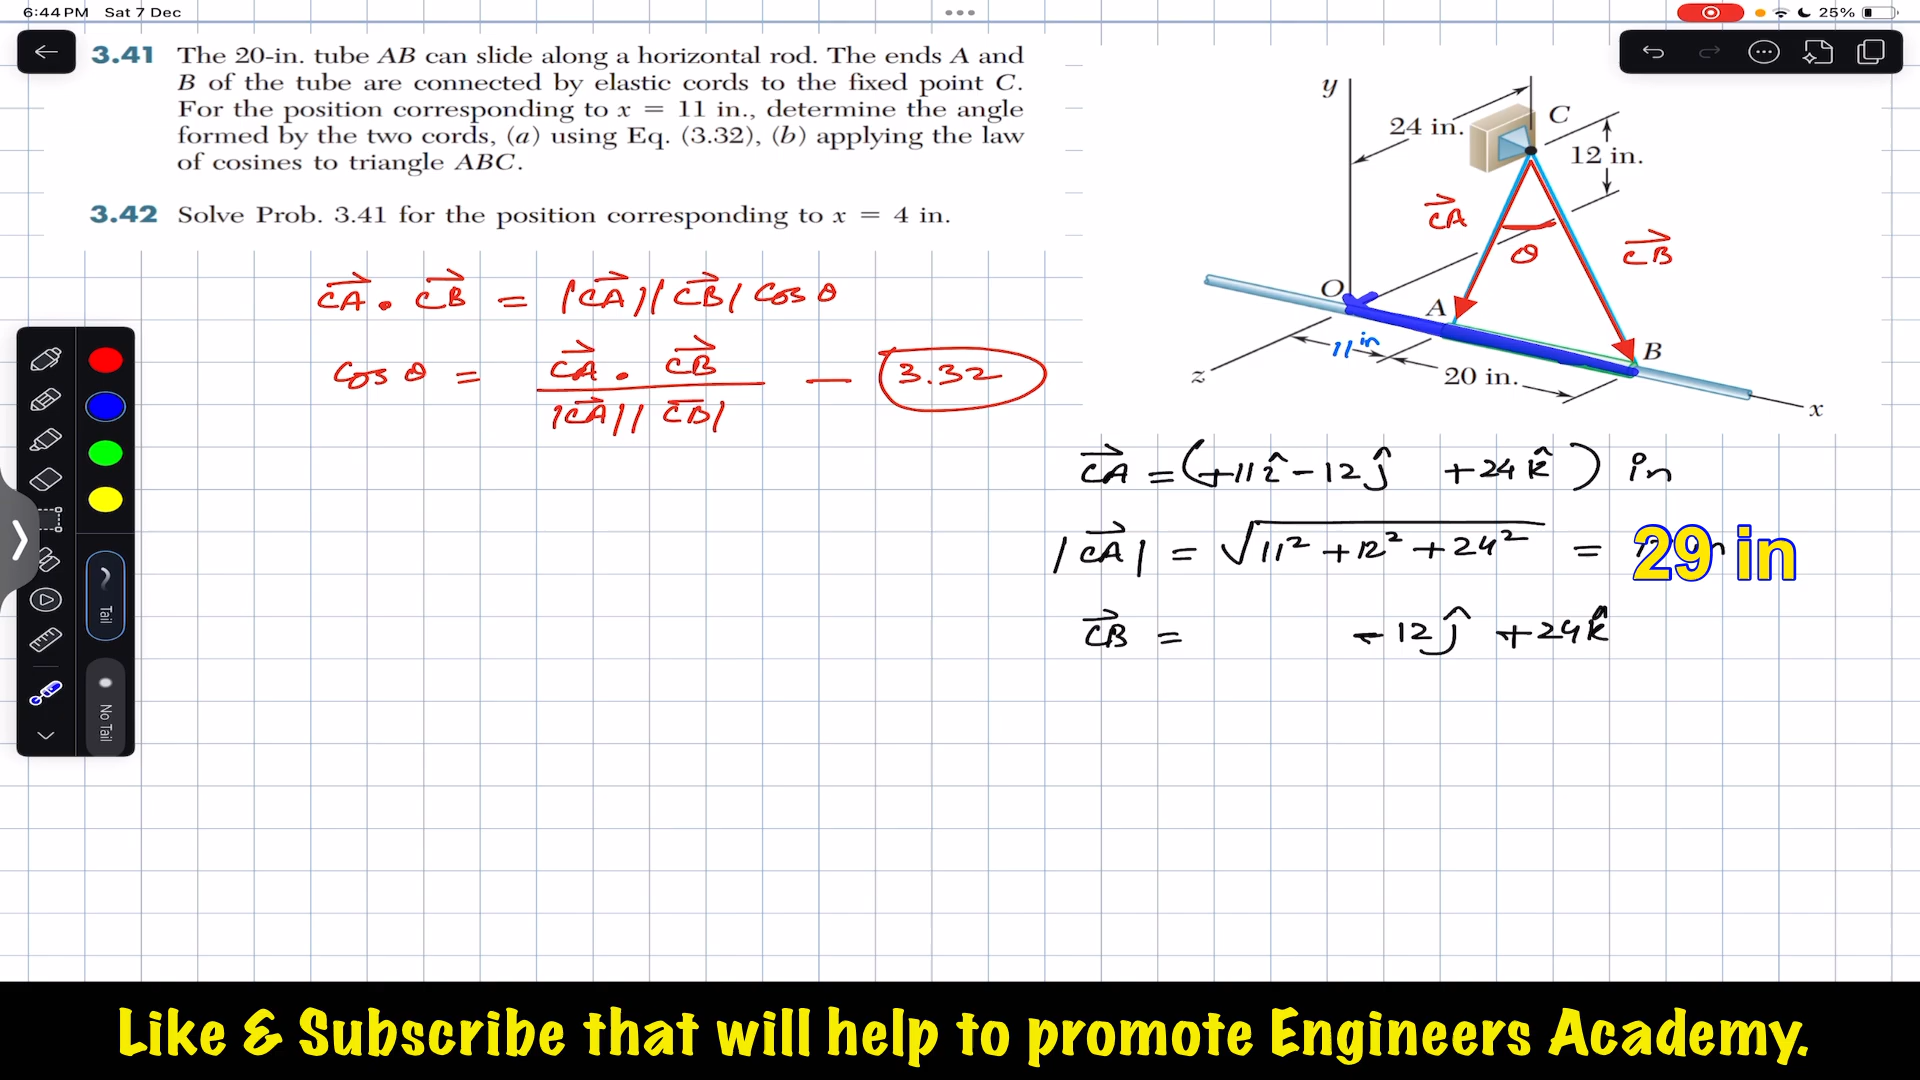 6:44 PM Sat 7 Dec
25%
3.41 The 20-in. tube AB can slide along a horizontal rod. The ends A and
B of the tube are connected by elastic cords to the fixed point C.
For the position corresponding to x = 11 in., determine the angle
formed by the two cords, (a) using Eq. (3.32), (b) applying the law
of cosines to triangle ABC.
3.42 Solve Prob. 3.41 for the position corresponding to x = 4 in.
y
24 in.
C
12 in.
CA
θ
CB
O
A
B
11 in
20 in.
z
x
CA . CB = |CA||CB| cos θ
cos θ = CA . CB / |CA|| CB| — 3.32
CA = (+11î - 12ĵ +24k̂) in
|CA| = √11² + 12² + 24² = 29 in
CB = - 12ĵ +24k̂
Tail
No Tail
Like & Subscribe that will help to promote Engineers Academy.